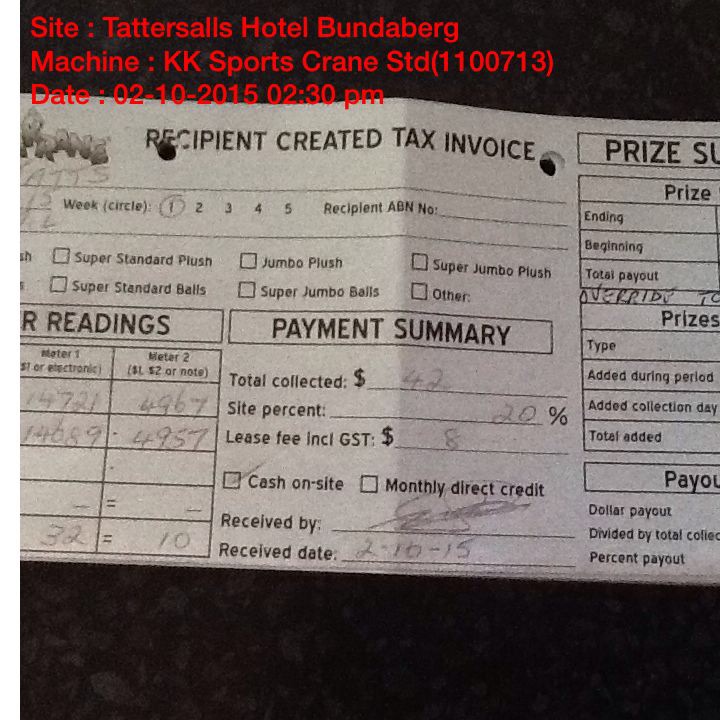 Site : Tattersalls Hotel Bundaberg
Machine : KK Sports Crane Std(1100713)
Date : 02-10-2015 02:30 pm
RECIPIENT CREATED TAX INVOICE
Week (circle): 1 2 3 4 5 Recipient ABN No:
Super Standard Plush Jumbo Plush Super Jumbo Plush
Super Standard Balls Super Jumbo Balls Other:
R READINGS
Meter 1 Meter 2
$1 or electronic) ($1, $2 or note)
14721 4967
14689 - 4957
- = -
32 = 10
PAYMENT SUMMARY
Total collected: $ 42
Site percent: 20 %
Lease fee incl GST: $ 8
Cash on-site Monthly direct credit
Received by:
Received date: 2-10-15
PRIZE SU
Prize
Ending
Beginning
Total payout
OVERRIDE TO
Prizes
Type
Added during period
Added collection day
Total added
Payou
Dollar payout
Divided by total collec
Percent payout